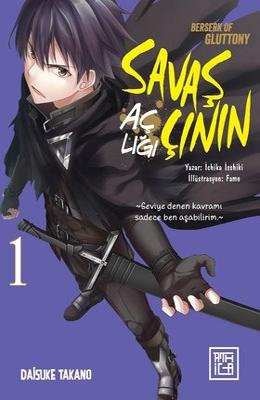 BERSERK OF
GLUTTONY
SAVAŞ
ÇININ
AÇ
LIĞI
Yazar: Ichika Isshiki
İllüstrasyon: Fame
~Seviye denen kavramı
sadece ben aşabilirim.~
1
DAISUKE TAKANO